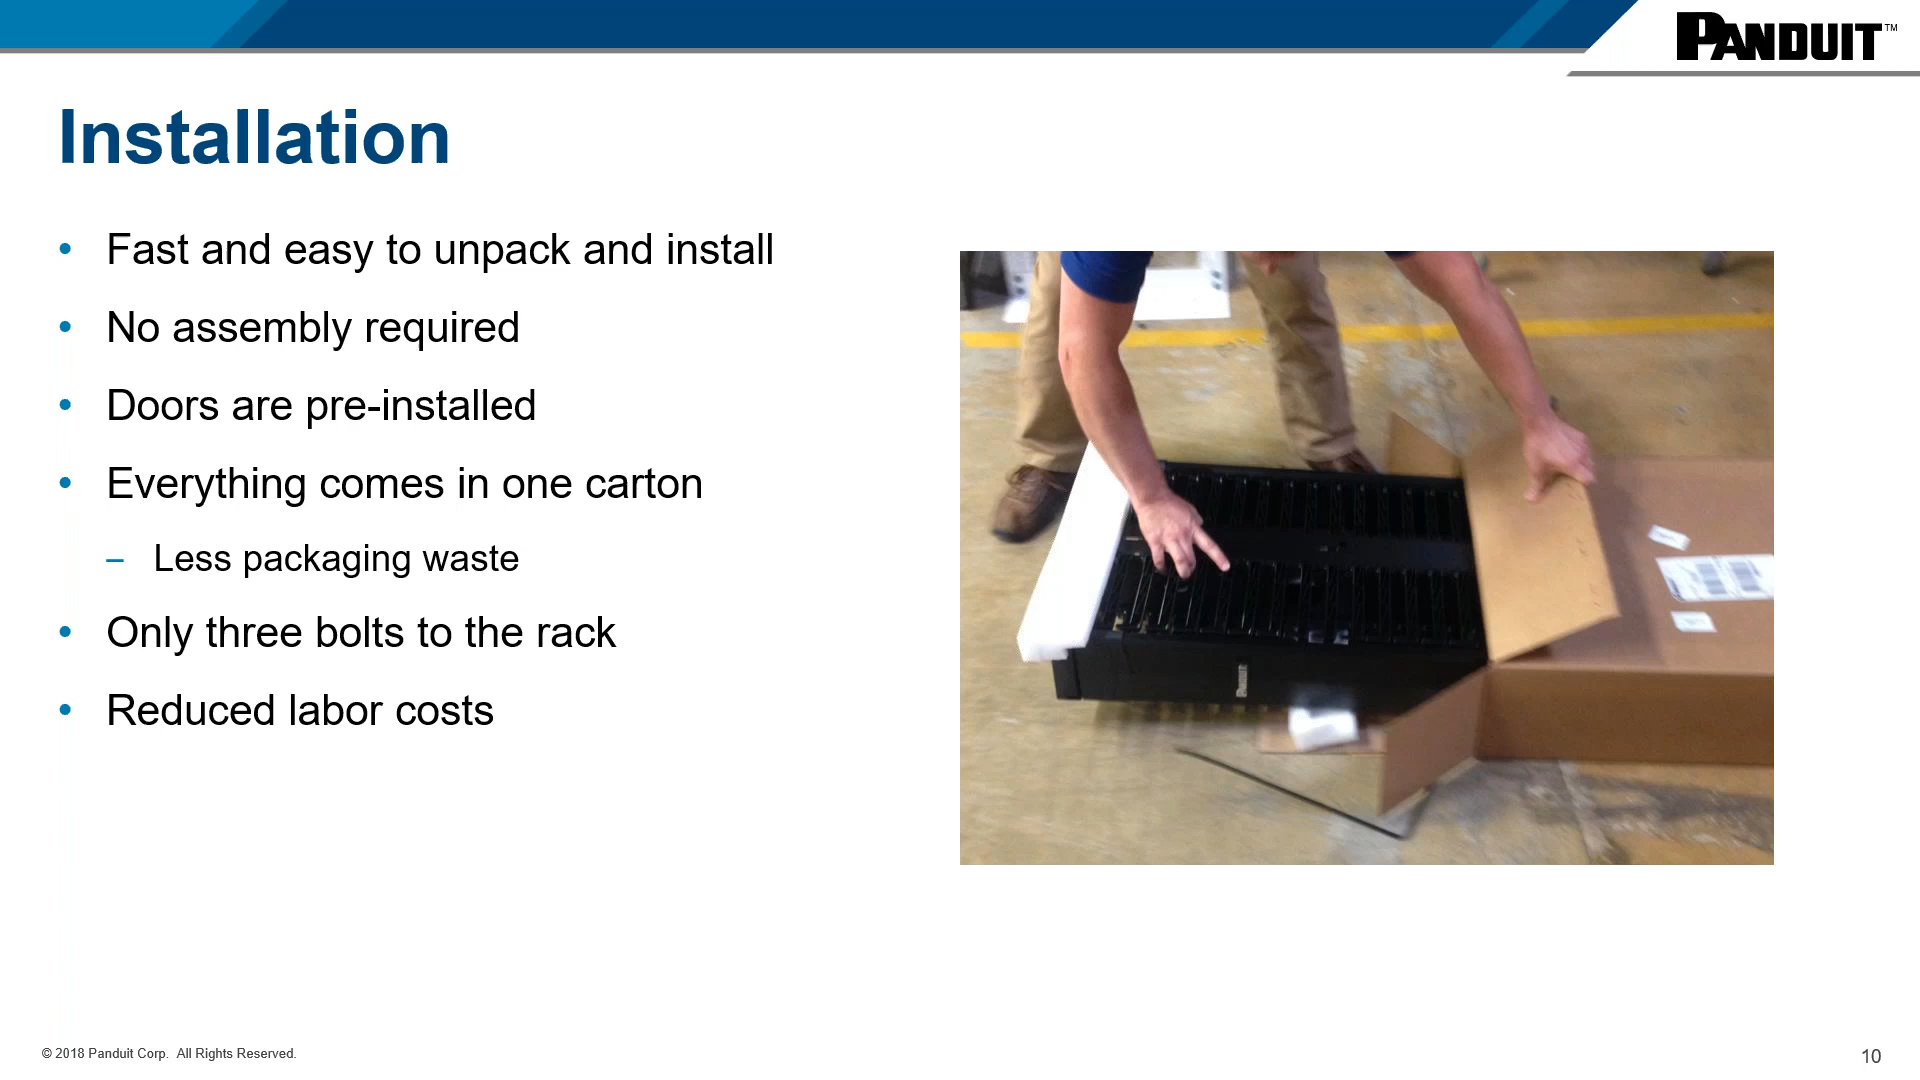 PANDUIT™
Installation
• Fast and easy to unpack and install
• No assembly required
• Doors are pre-installed
• Everything comes in one carton
– Less packaging waste
• Only three bolts to the rack
• Reduced labor costs
PANDUIT
© 2018 Panduit Corp. All Rights Reserved.
10